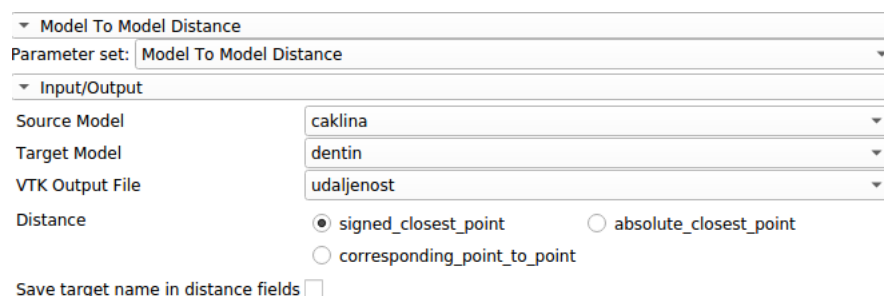 Model To Model Distance
Parameter set: Model To Model Distance
Input/Output
Source Model caklina
Target Model dentin
VTK Output File udaljenost
Distance signed_closest_point absolute_closest_point
corresponding_point_to_point
Save target name in distance fields